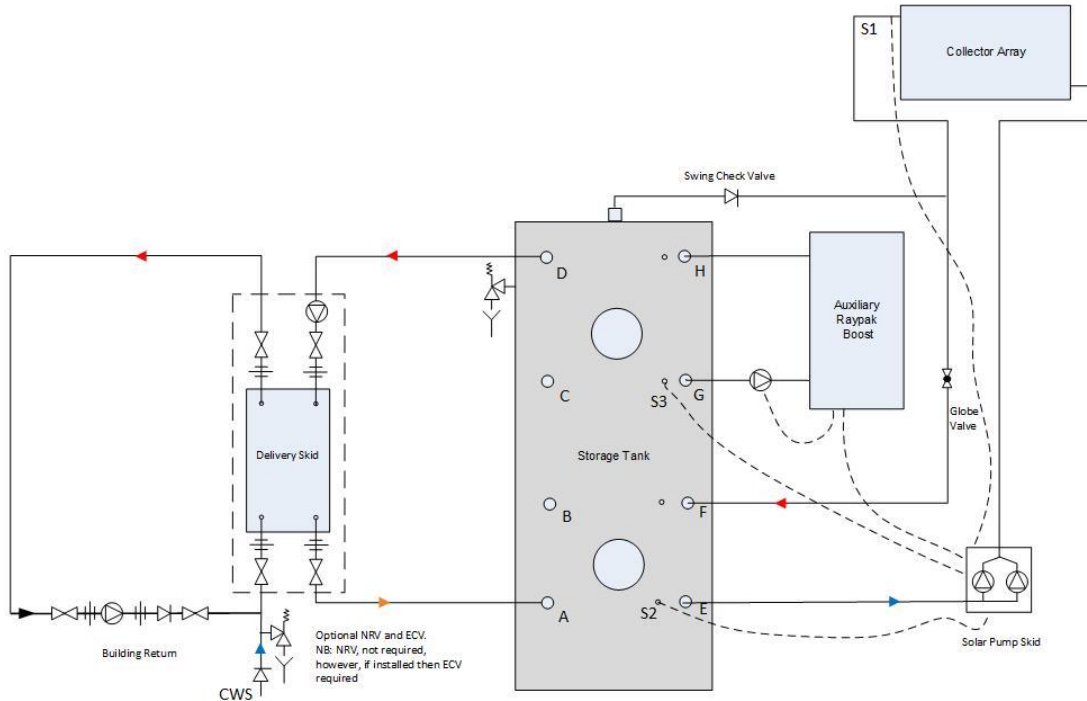 S1
Collector Array
Swing Check Valve
D
H
Auxiliary
Raypak
Boost
C
S3
G
Globe
Valve
Delivery Skid
Storage Tank
B
F
A
S2
E
Building Return
Optional NRV and ECV.
NB: NRV, not required,
however, if installed then ECV
required
Solar Pump Skid
CWS